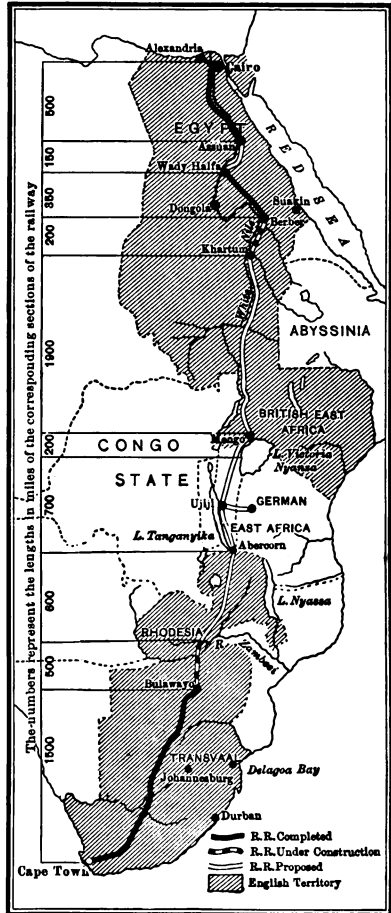 Alexandria
Cairo
RED SEA
EGYPT
Assuan
Wady-Halfa
Suakin
Dongola
Berber
Nile
Khartum
White
ABYSSINIA
BRITISH EAST
AFRICA
Mengo
L. Victoria
Nyanza
CONGO
STATE
Ujiji
GERMAN
EAST AFRICA
L. Tanganyika
Abercorn
L. Nyassa
RHODESIA
R.
Zambesi
Bulawayo
TRANSVAAL
Johannesburg
Delagoa Bay
Durban
Cape Town
The numbers represent the lengths in miles of the corresponding sections of the railway
500
150
350
200
1900
200
700
600
500
1500
R.R. Completed
R.R. Under Construction
R.R. Proposed
English Territory